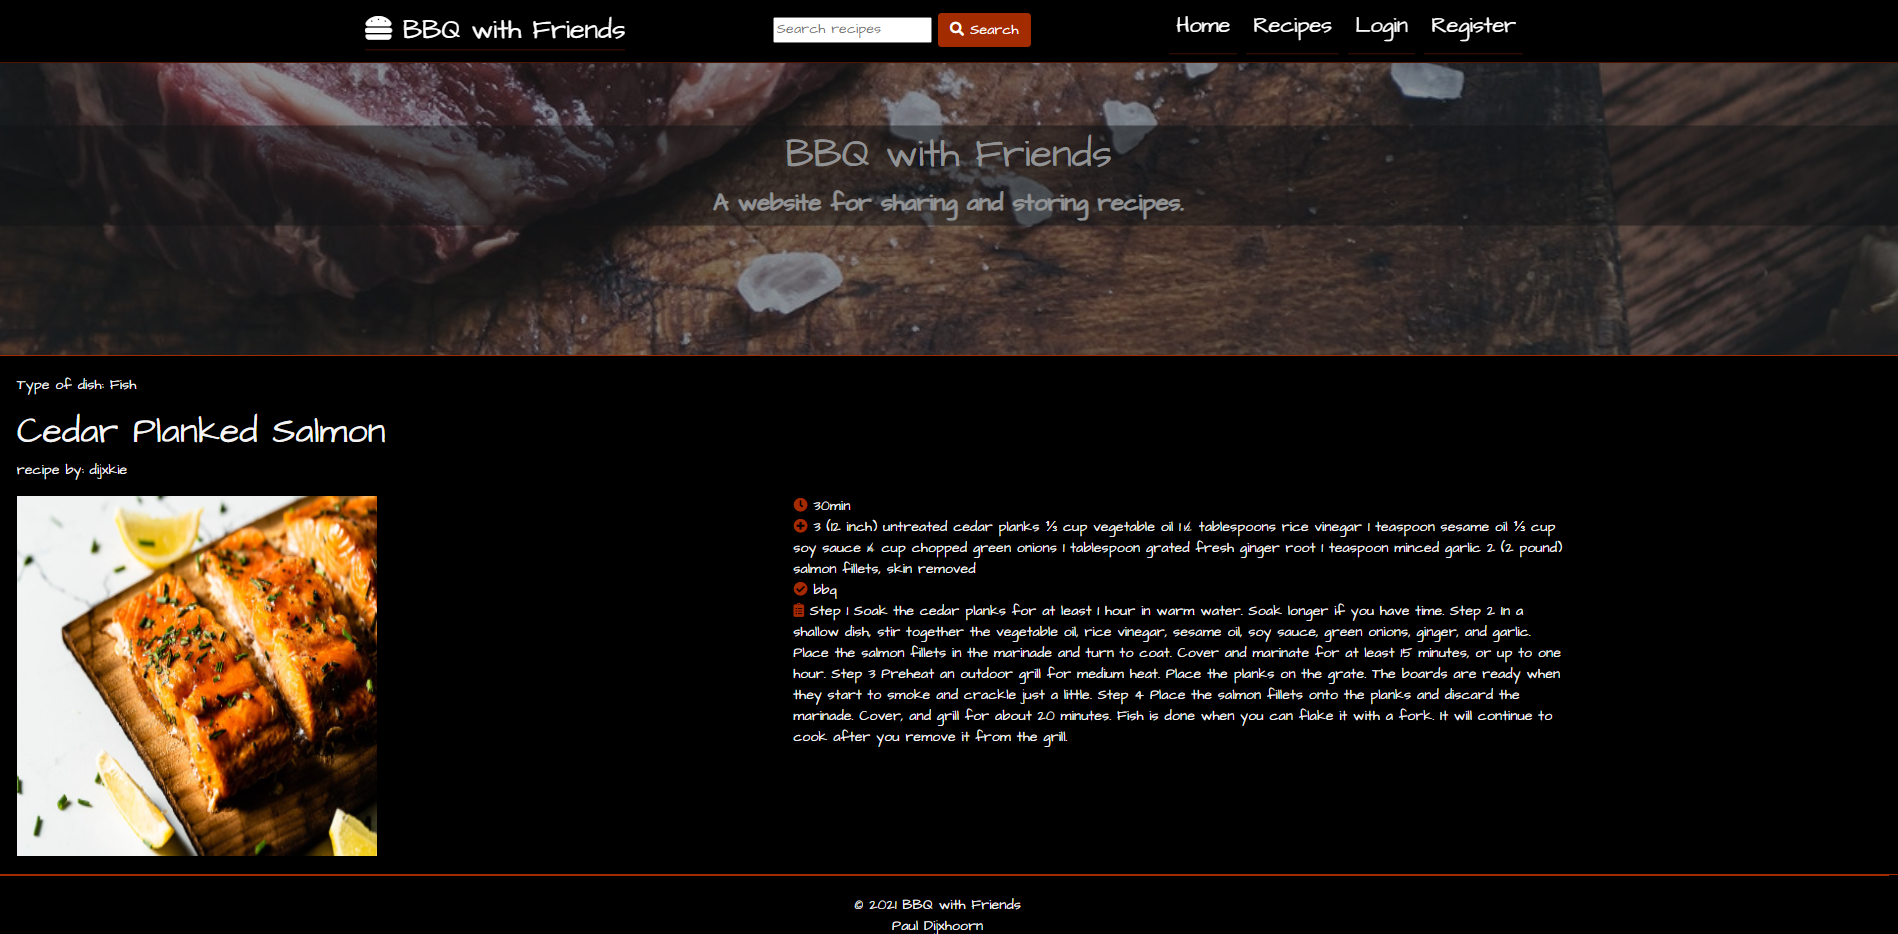 BBQ with Friends
Search recipes
Search
Home Recipes Login Register
BBQ with Friends
A website for sharing and storing recipes.
Type of dish: Fish
Cedar Planked Salmon
recipe by: dijxkie
30min
3 (12 inch) untreated cedar planks ⅓ cup vegetable oil 1 ½ tablespoons rice vinegar 1 teaspoon sesame oil ⅓ cup
soy sauce ¼ cup chopped green onions 1 tablespoon grated fresh ginger root 1 teaspoon minced garlic 2 (2 pound)
salmon fillets, skin removed
bbq
Step 1 Soak the cedar planks for at least 1 hour in warm water. Soak longer if you have time. Step 2 In a
shallow dish, stir together the vegetable oil, rice vinegar, sesame oil, soy sauce, green onions, ginger, and garlic.
Place the salmon fillets in the marinade and turn to coat. Cover and marinate for at least 15 minutes, or up to one
hour. Step 3 Preheat an outdoor grill for medium heat. Place the planks on the grate. The boards are ready when
they start to smoke and crackle just a little. Step 4 Place the salmon fillets onto the planks and discard the
marinade. Cover, and grill for about 20 minutes. Fish is done when you can flake it with a fork. It will continue to
cook after you remove it from the grill.
© 2021 BBQ with Friends
Paul Dijxhoorn